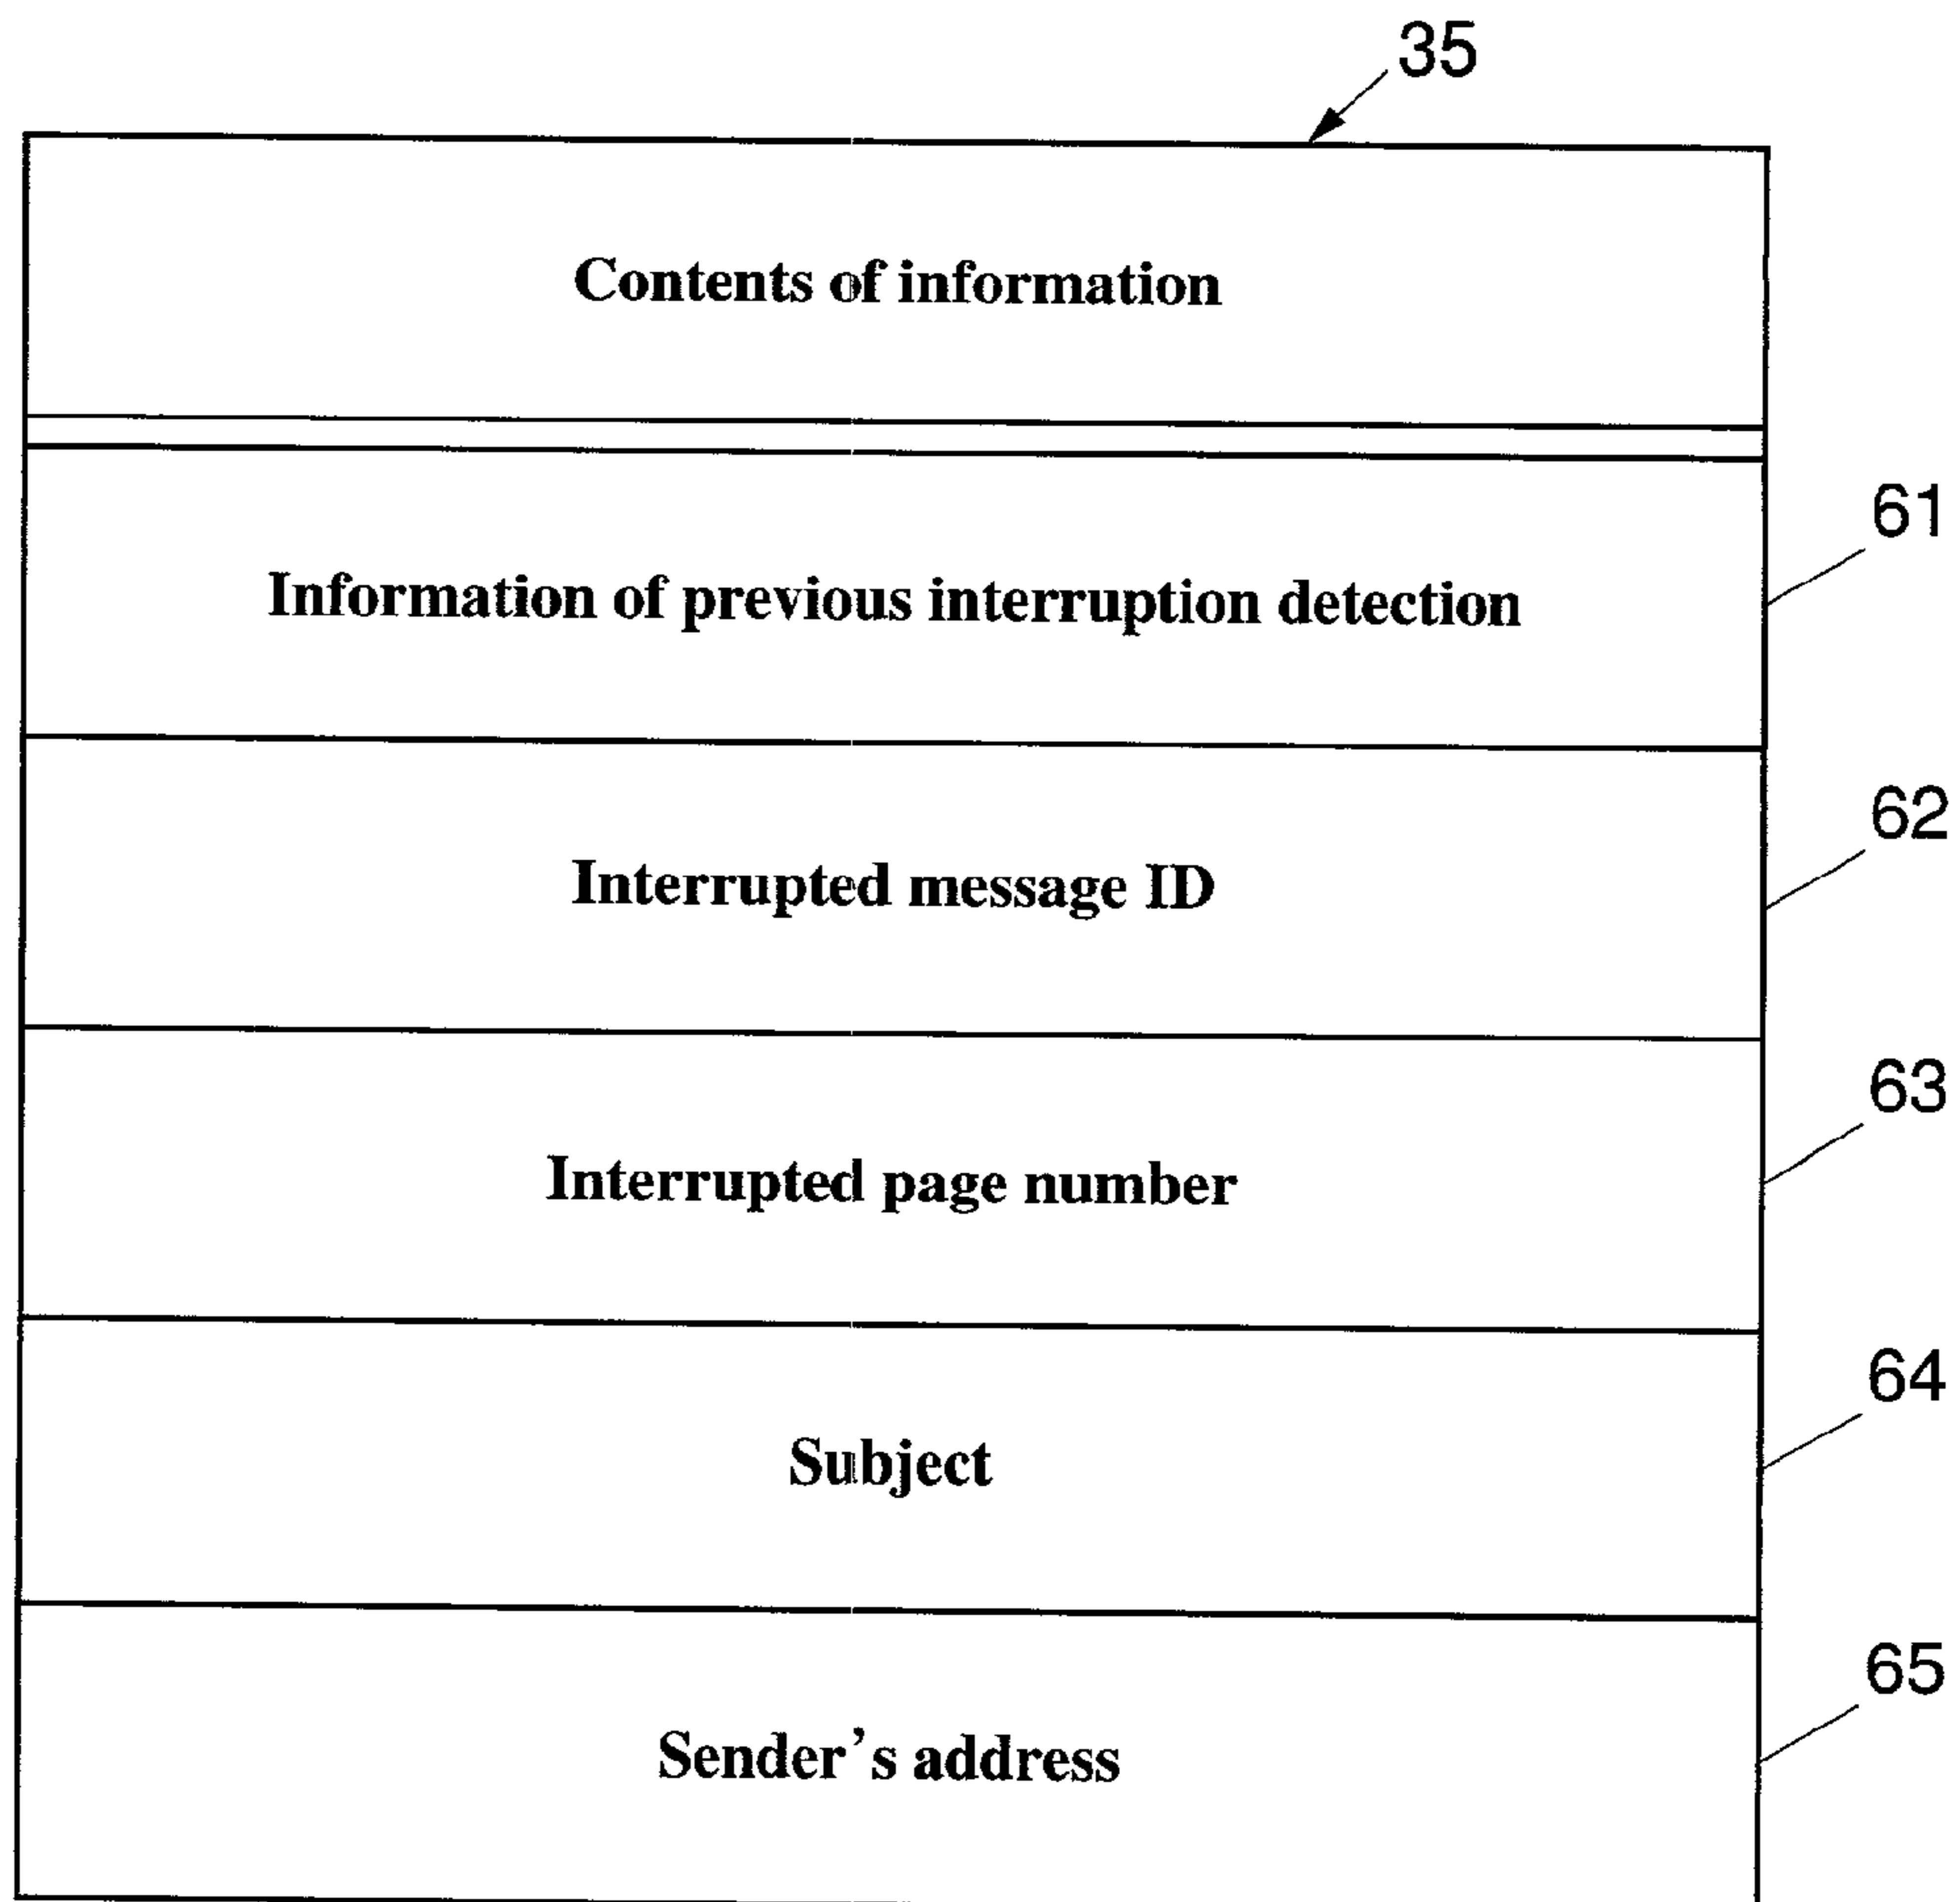 35
Contents of information
Information of previous interruption detection
61
Interrupted message ID
62
Interrupted page number
63
Subject
64
Sender's address
65